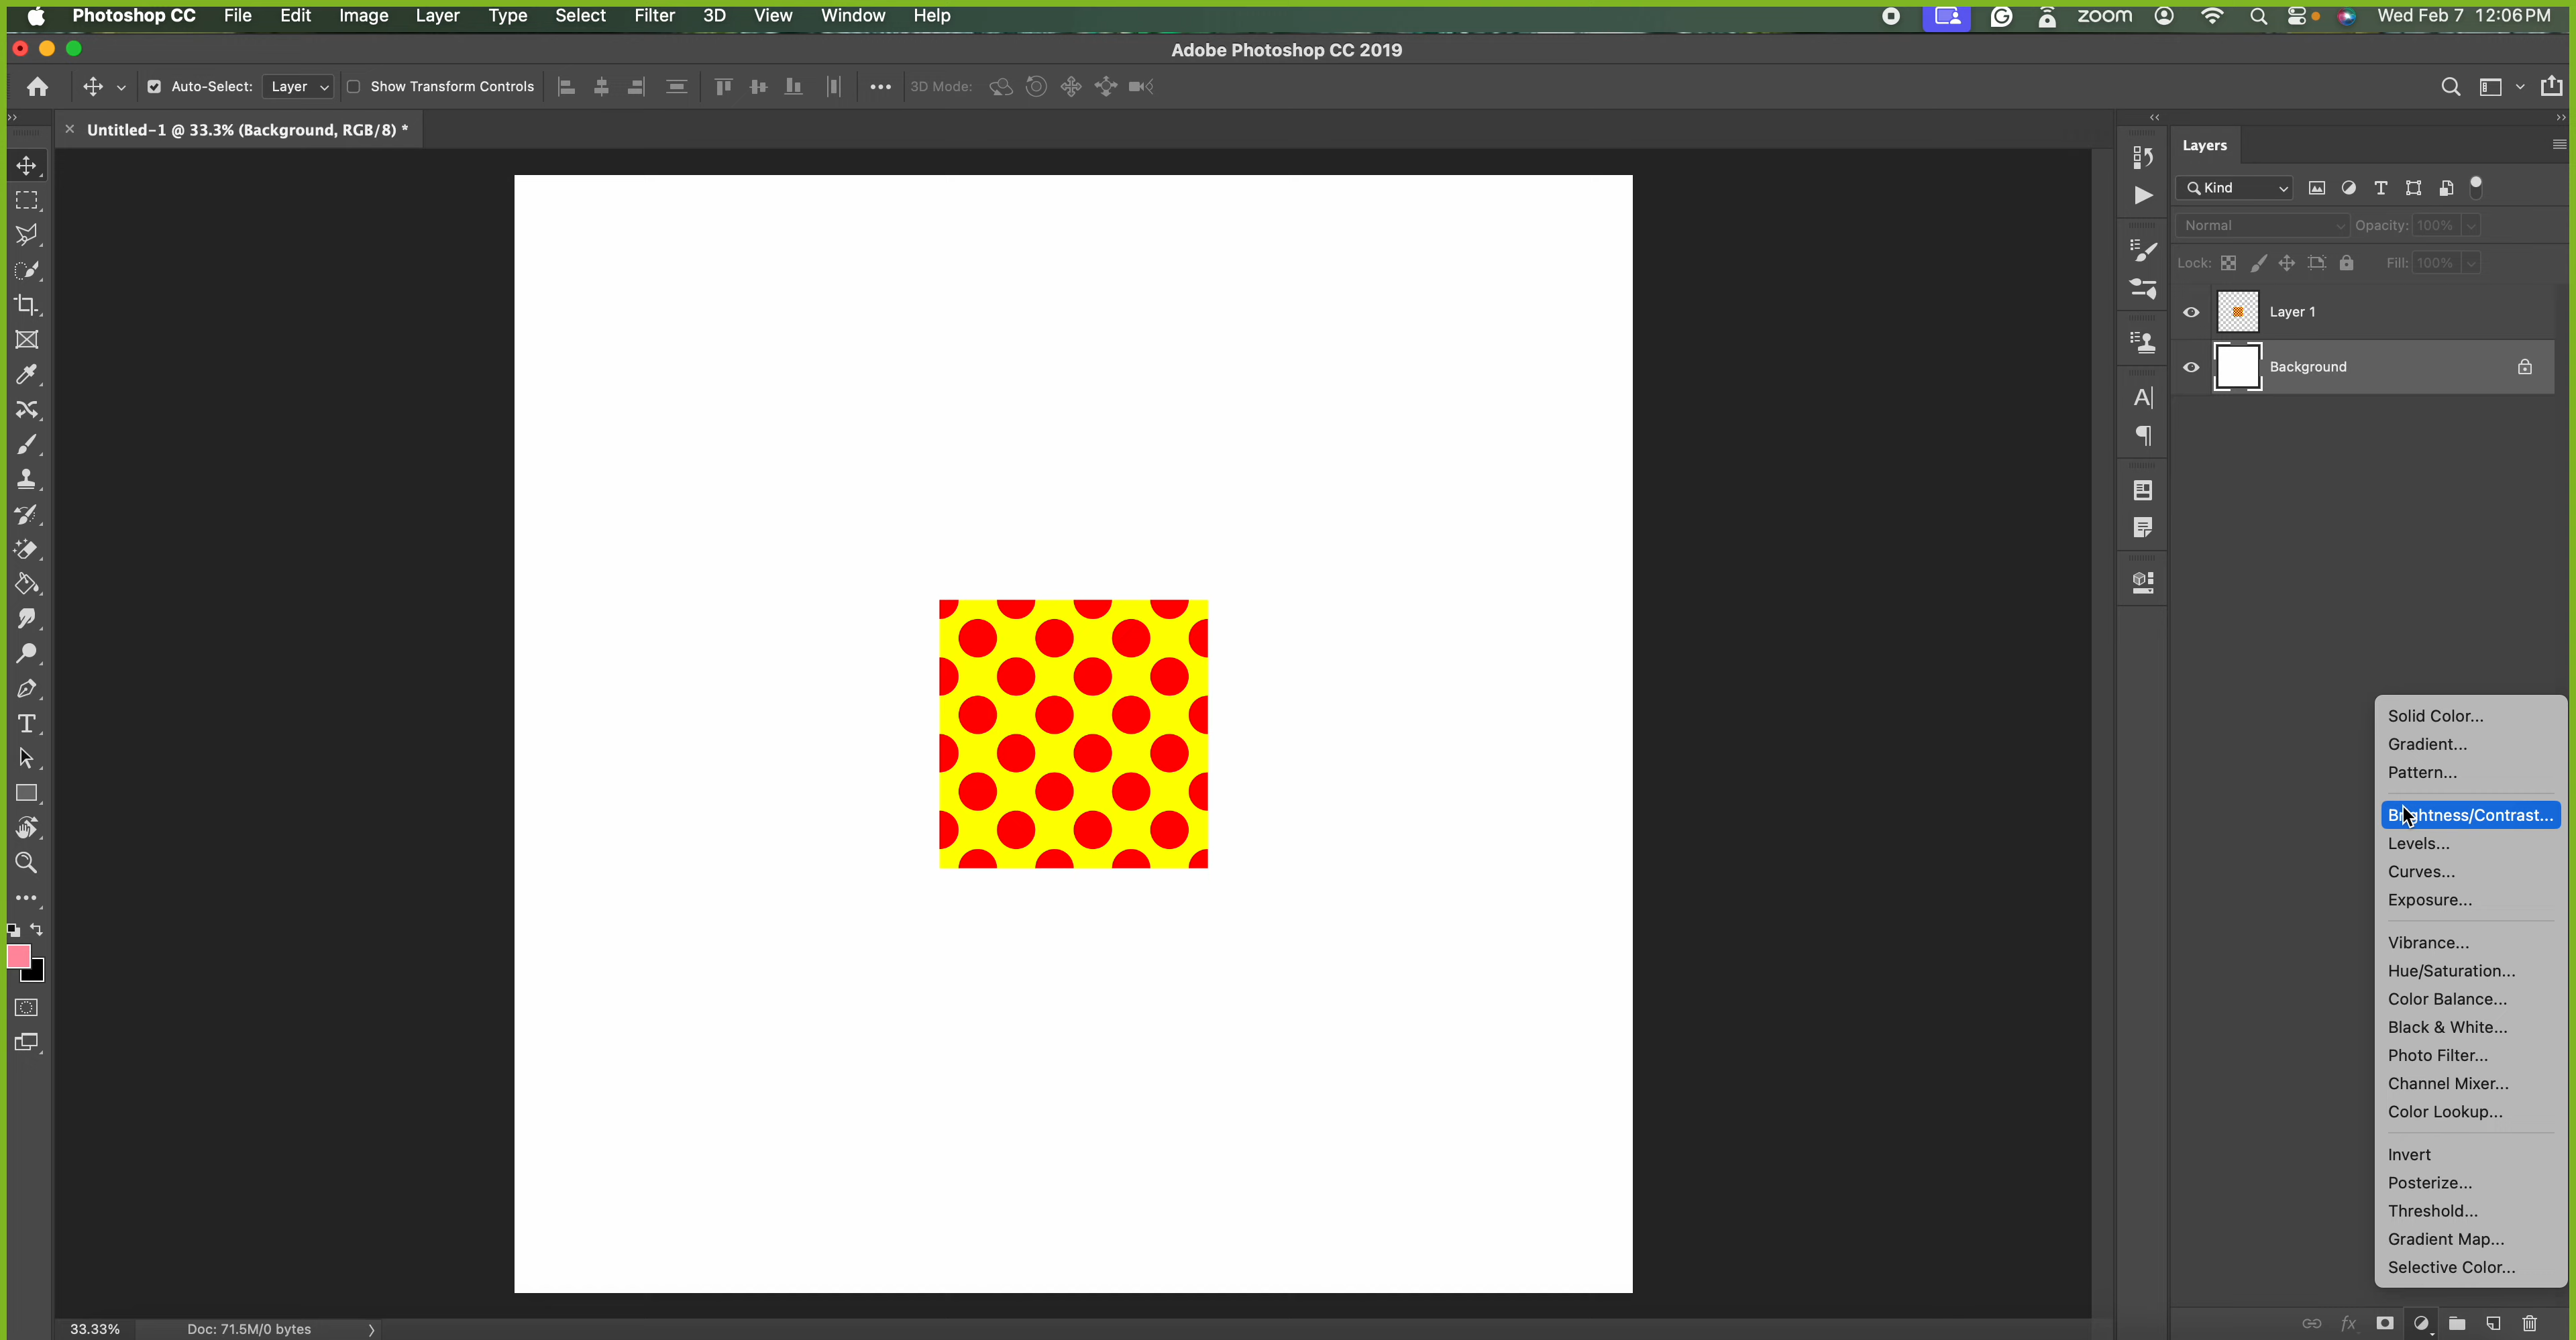 Photoshop CC File Edit Image Layer Type Select Filter 3D View Window Help zoom Wed Feb 7 12:06 PM
Adobe Photoshop CC 2019
Auto-Select: Layer Show Transform Controls 3D Mode:
Untitled-1 @ 33.3% (Background, RGB/8) *
Layers
Kind
Normal Opacity: 100%
Lock: Fill: 100%
Layer 1
Background
Solid Color...
Gradient...
Pattern...
Brightness/Contrast...
Levels...
Curves...
Exposure...
Vibrance...
Hue/Saturation...
Color Balance...
Black & White...
Photo Filter...
Channel Mixer...
Color Lookup...
Invert
Posterize...
Threshold...
Gradient Map...
Selective Color...
33.33% Doc: 71.5M/0 bytes